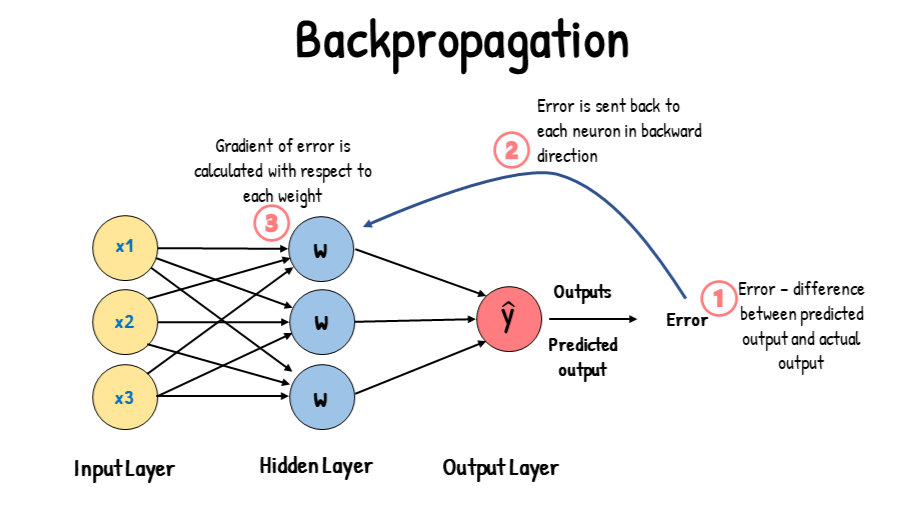 Backpropagation
Error is sent back to
each neuron in backward
direction
2
Gradient of error is
calculated with respect to
each weight
3
x1
x2
x3
w
w
w
ŷ
Outputs
Predicted
output
Error
1
Error – difference
between predicted
output and actual
output
Input Layer
Hidden Layer
Output Layer